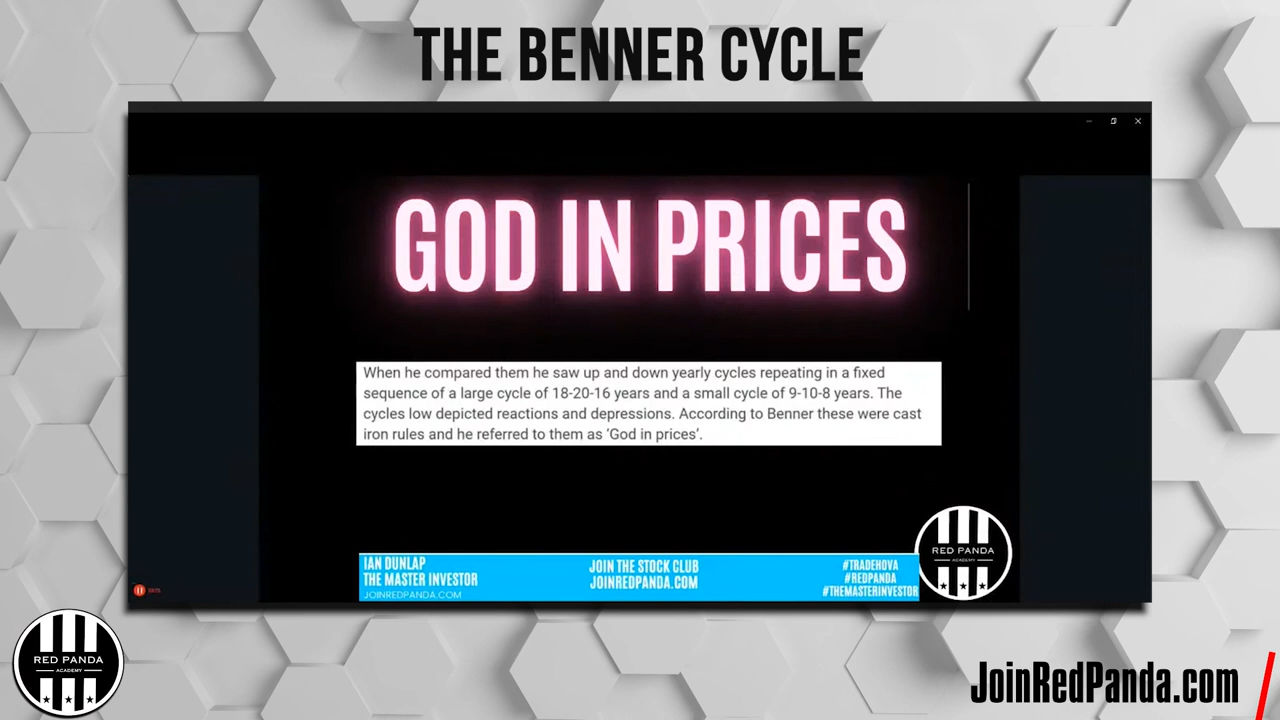 THE BENNER CYCLE
GOD IN PRICES
When he compared them he saw up and down yearly cycles repeating in a fixed
sequence of a large cycle of 18-20-16 years and a small cycle of 9-10-8 years. The
cycles low depicted reactions and depressions. According to Benner these were cast
iron rules and he referred to them as ‘God in prices’.
RED PANDA
ACADEMY
IAN DUNLAP
THE MASTER INVESTOR
JOINREDPANDA.COM
JOIN THE STOCK CLUB
JOINREDPANDA.COM
#TRADEHOVA
#REDPANDA
#THEMASTERINVESTOR
RED PANDA
ACADEMY
JoinRedPanda.com